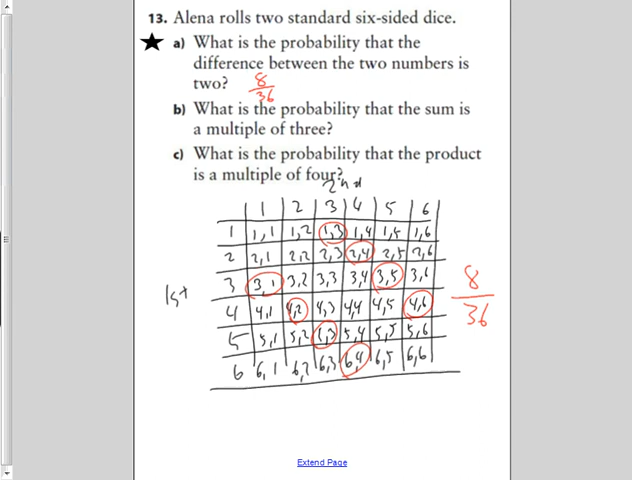 13. Alena rolls two standard six-sided dice.
a) What is the probability that the
difference between the two numbers is
two? 8/36
b) What is the probability that the sum is
a multiple of three?
c) What is the probability that the product
is a multiple of four?
2nd
1 2 3 4 5 6
1 1,1 1,2 1,3 1,4 1,5 1,6
2 2,1 2,2 2,3 2,4 2,5 2,6
1st 3 3,1 3,2 3,3 3,4 3,5 3,6 8/36
4 4,1 4,2 4,3 4,4 4,5 4,6
5 5,1 5,2 5,3 5,4 5,5 5,6
6 6,1 6,2 6,3 6,4 6,5 6,6
Extend Page